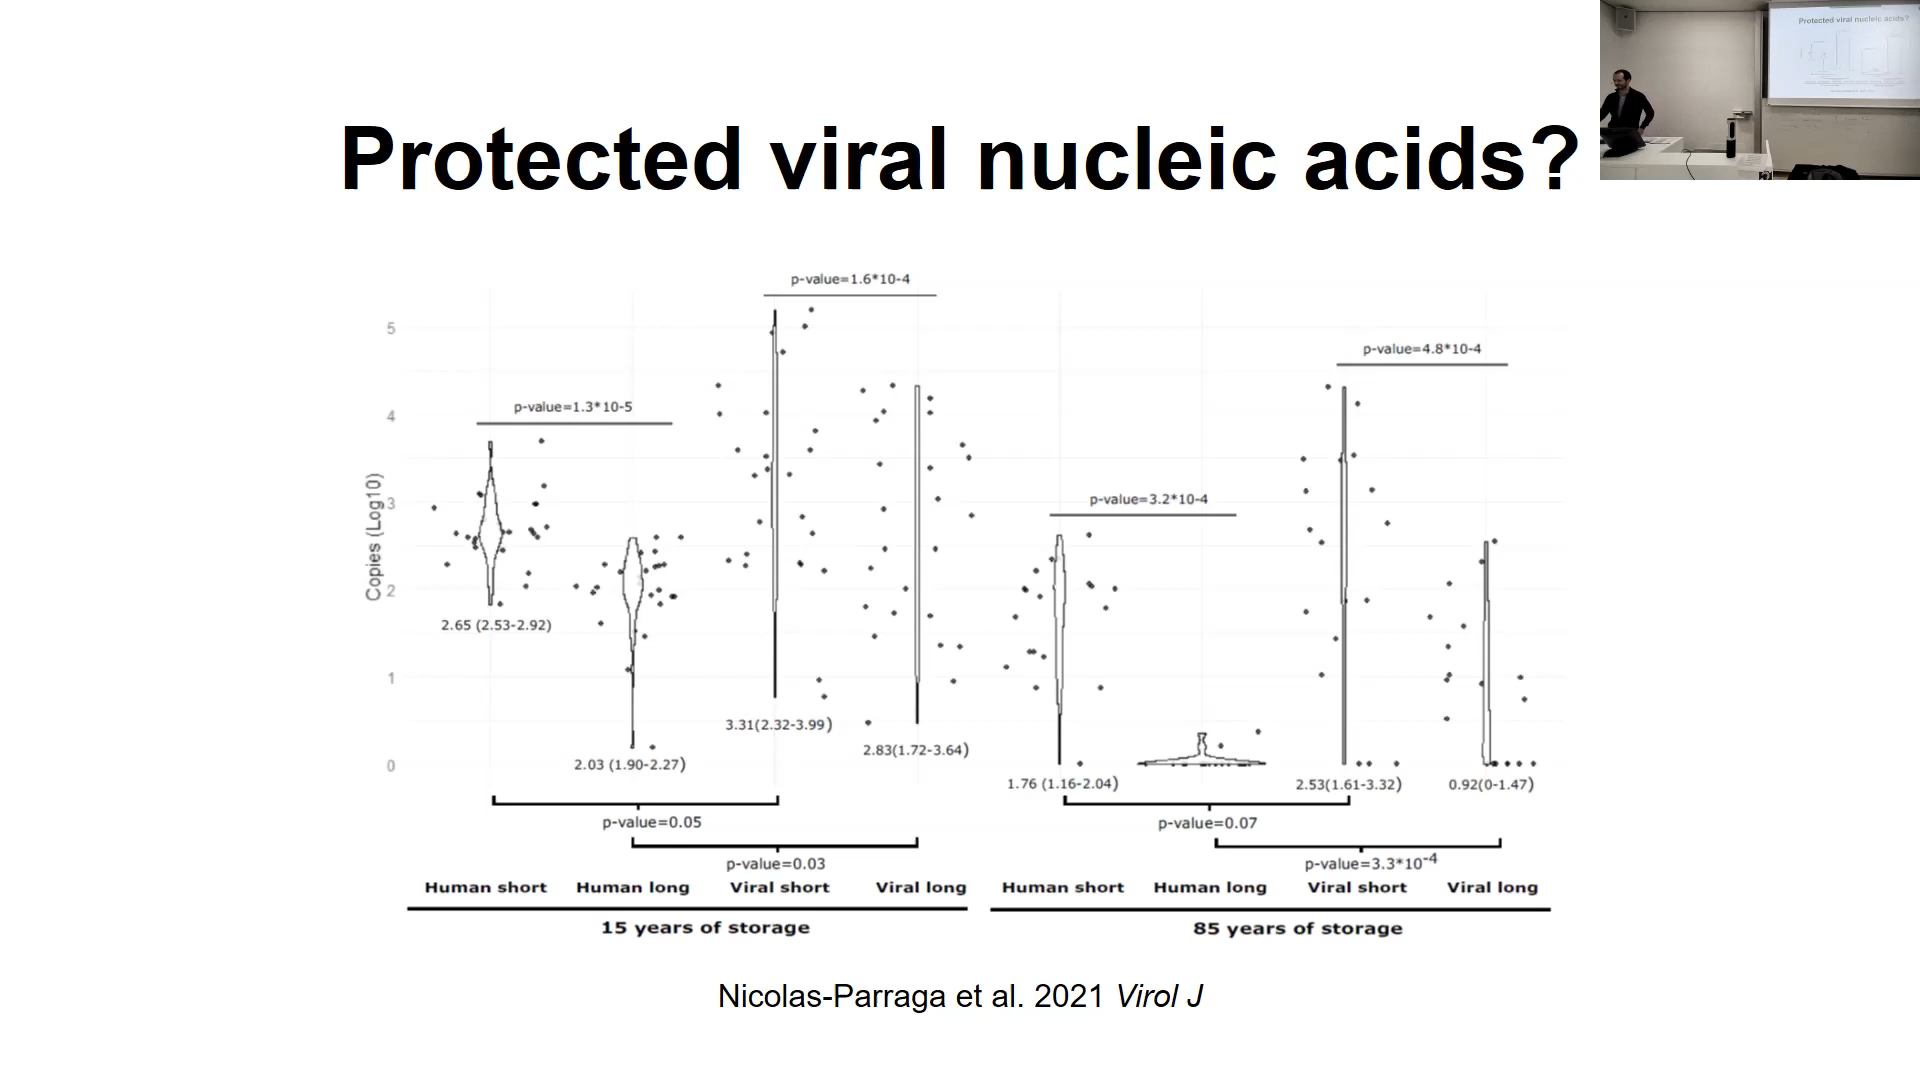 Protected viral nucleic acids?
Protected viral nucleic acids?
p-value=1.6*10-4
p-value=4.8*10-4
p-value=1.3*10-5
p-value=3.2*10-4
Copies (Log10)
5
4
3
2
1
0
2.65 (2.53-2.92)
2.03 (1.90-2.27)
3.31(2.32-3.99)
2.83(1.72-3.64)
1.76 (1.16-2.04)
2.53(1.61-3.32)
0.92(0-1.47)
p-value=0.05
p-value=0.07
p-value=0.03
p-value=3.3*10-4
Human short Human long Viral short Viral long Human short Human long Viral short Viral long
15 years of storage
85 years of storage
Nicolas-Parraga et al. 2021 Virol J